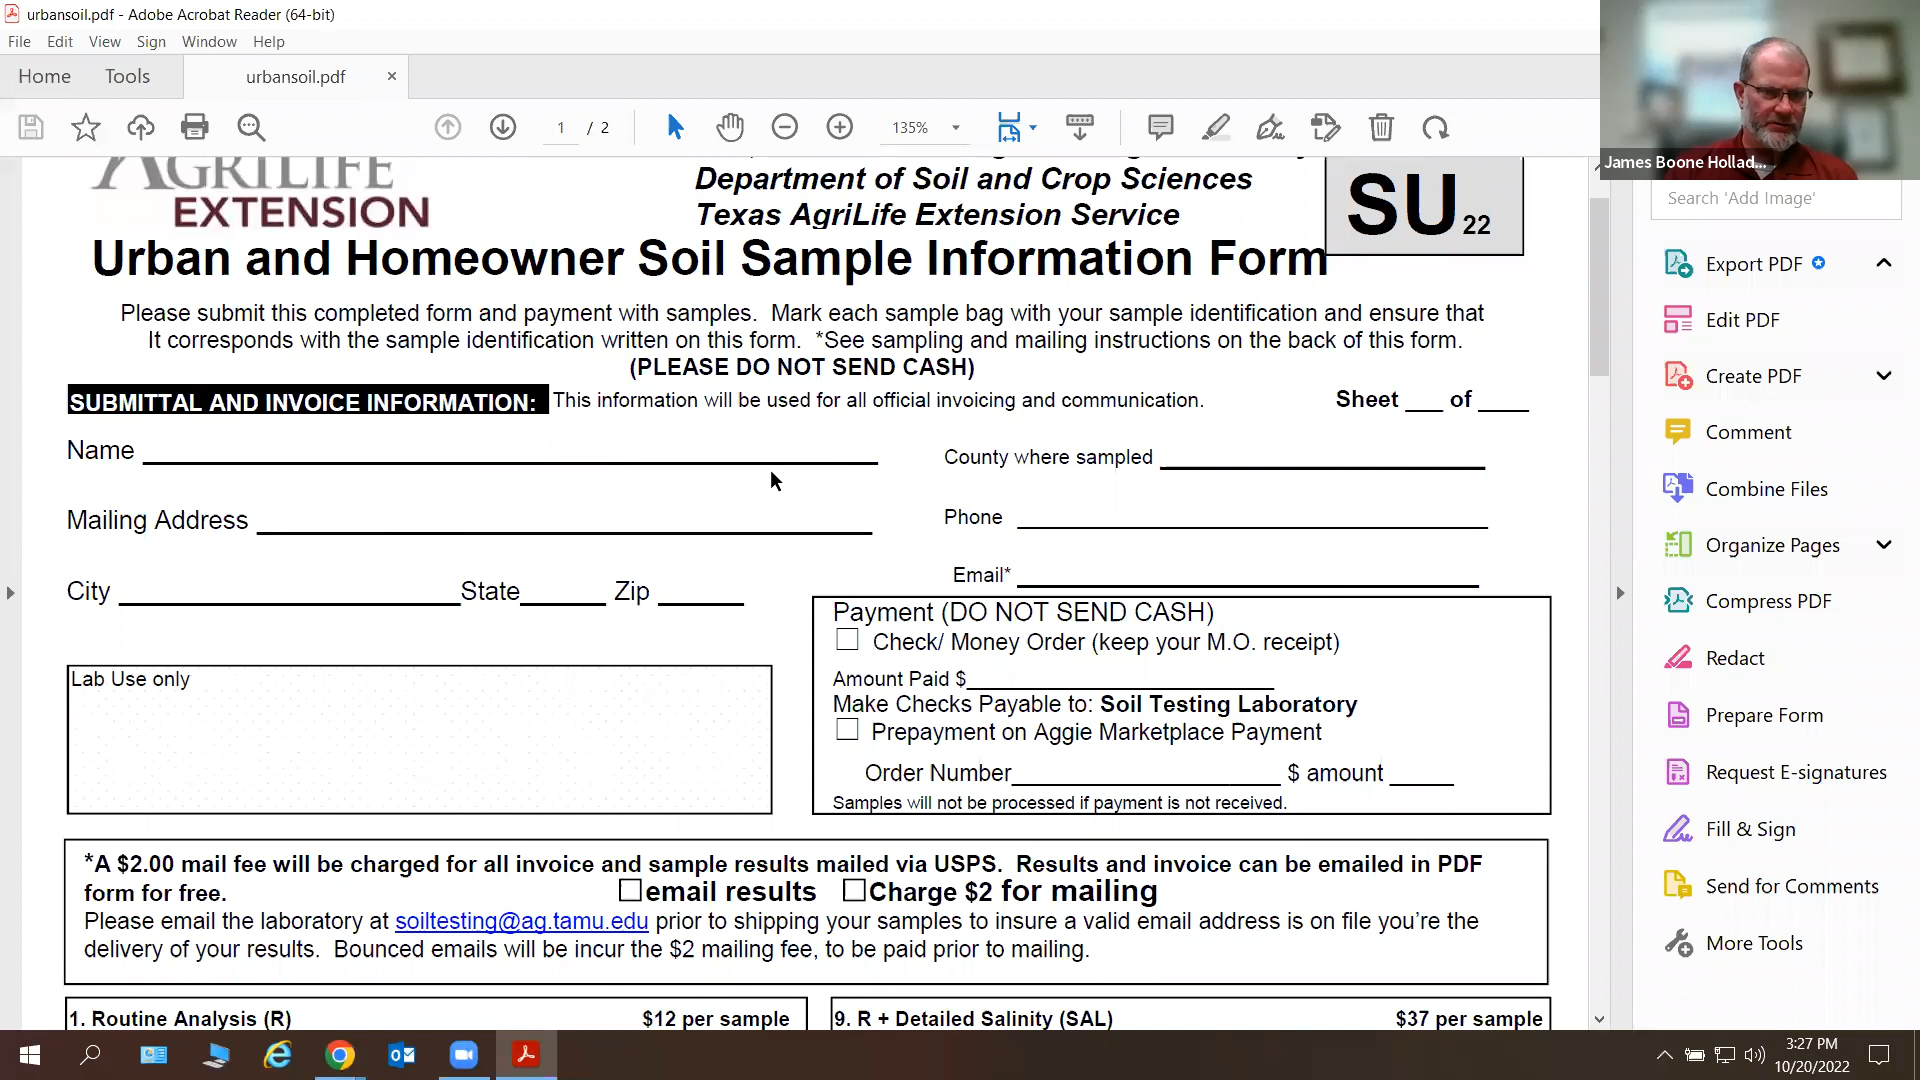 urbansoil.pdf - Adobe Acrobat Reader (64-bit)
File Edit View Sign Window Help
Home Tools urbansoil.pdf ×
1 / 2 135%
James Boone Hollad...
Search 'Add Image'
AGRILIFE
EXTENSION
Department of Soil and Crop Sciences
Texas AgriLife Extension Service
SU22
Urban and Homeowner Soil Sample Information Form
Please submit this completed form and payment with samples. Mark each sample bag with your sample identification and ensure that
It corresponds with the sample identification written on this form. *See sampling and mailing instructions on the back of this form.
(PLEASE DO NOT SEND CASH)
SUBMITTAL AND INVOICE INFORMATION: This information will be used for all official invoicing and communication. Sheet ___ of ____
Name
County where sampled
Mailing Address
Phone
Email*
City State Zip
Payment (DO NOT SEND CASH)
Check/ Money Order (keep your M.O. receipt)
Amount Paid $
Make Checks Payable to: Soil Testing Laboratory
Prepayment on Aggie Marketplace Payment
Order Number $ amount
Samples will not be processed if payment is not received.
Lab Use only
*A $2.00 mail fee will be charged for all invoice and sample results mailed via USPS. Results and invoice can be emailed in PDF
form for free. email results Charge $2 for mailing
Please email the laboratory at soiltesting@ag.tamu.edu prior to shipping your samples to insure a valid email address is on file you're the
delivery of your results. Bounced emails will be incur the $2 mailing fee, to be paid prior to mailing.
1. Routine Analysis (R) $12 per sample
9. R + Detailed Salinity (SAL) $37 per sample
Export PDF
Edit PDF
Create PDF
Comment
Combine Files
Organize Pages
Compress PDF
Redact
Prepare Form
Request E-signatures
Fill & Sign
Send for Comments
More Tools
3:27 PM
10/20/2022